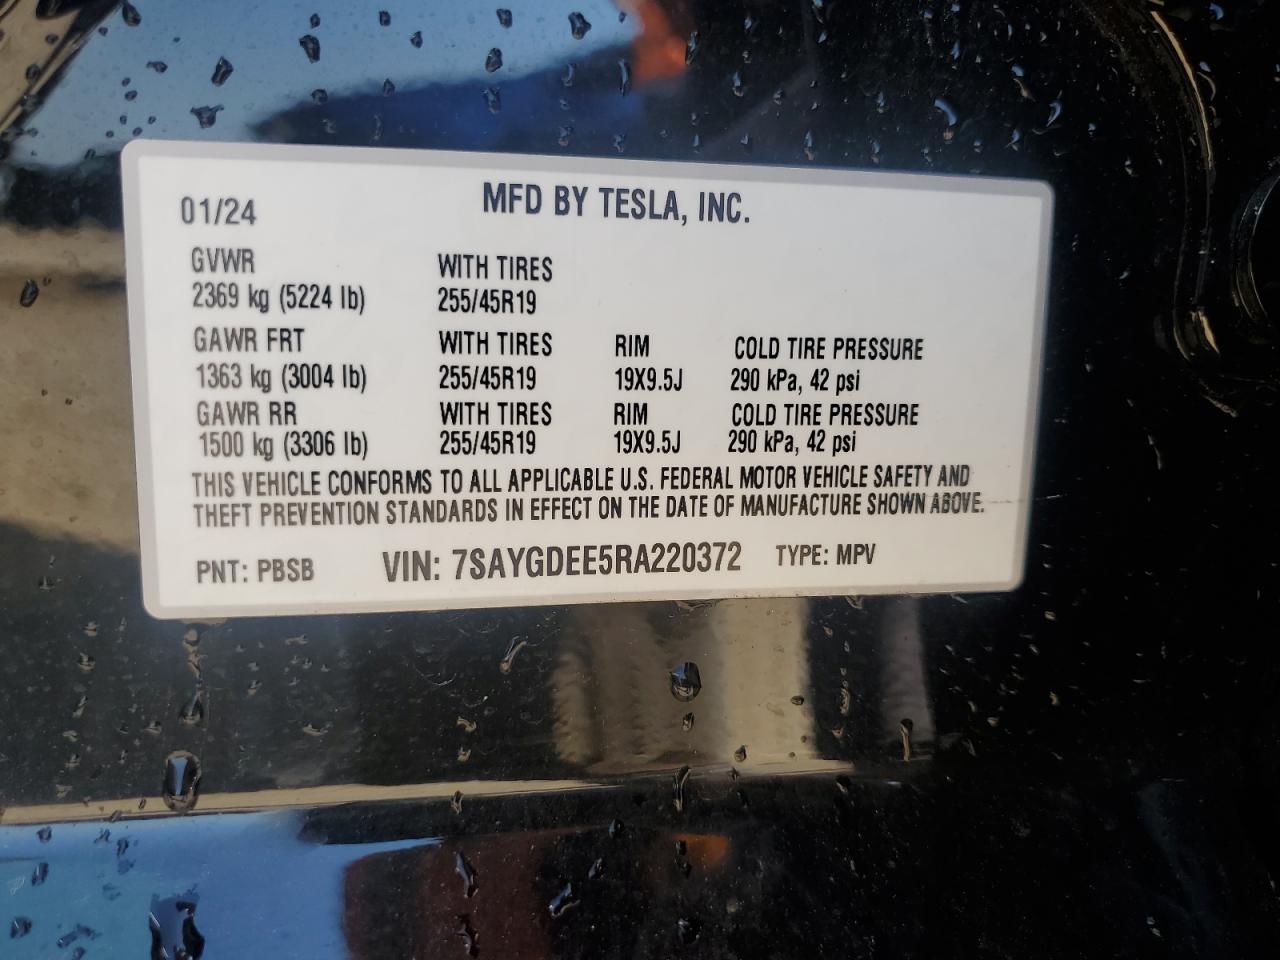 01/24 MFD BY TESLA, INC.
GVWR WITH TIRES
2369 kg (5224 lb) 255/45R19
GAWR FRT WITH TIRES RIM COLD TIRE PRESSURE
1363 kg (3004 lb) 255/45R19 19X9.5J 290 kPa, 42 psi
GAWR RR WITH TIRES RIM COLD TIRE PRESSURE
1500 kg (3306 lb) 255/45R19 19X9.5J 290 kPa, 42 psi
THIS VEHICLE CONFORMS TO ALL APPLICABLE U.S. FEDERAL MOTOR VEHICLE SAFETY AND
THEFT PREVENTION STANDARDS IN EFFECT ON THE DATE OF MANUFACTURE SHOWN ABOVE.
PNT: PBSB VIN: 7SAYGDEE5RA220372 TYPE: MPV